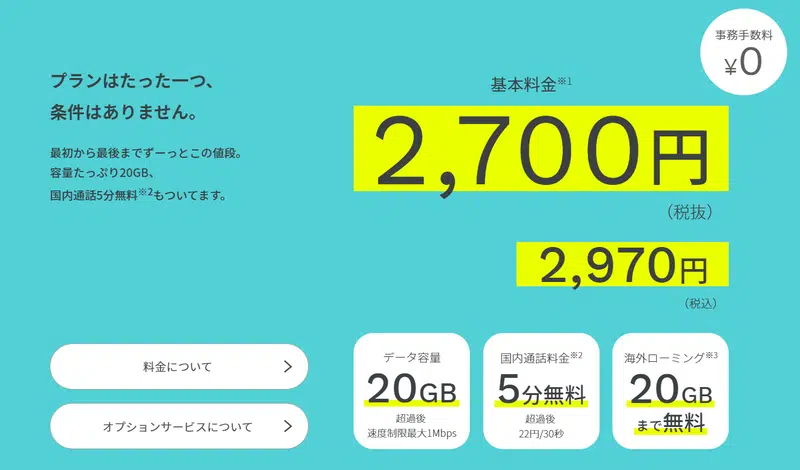 事務手数料
¥0
プランはたった一つ、
条件はありません。
最初から最後までずーっとこの値段。
容量たっぷり20GB、
国内通話5分無料※2もついてます。
基本料金※1
2,700円
（税抜）
2,970円
（税込）
料金について
オプションサービスについて
データ容量
20GB
超過後
速度制限最大1Mbps
国内通話料金※2
5分無料
超過後
22円/30秒
海外ローミング※3
20GB
まで無料